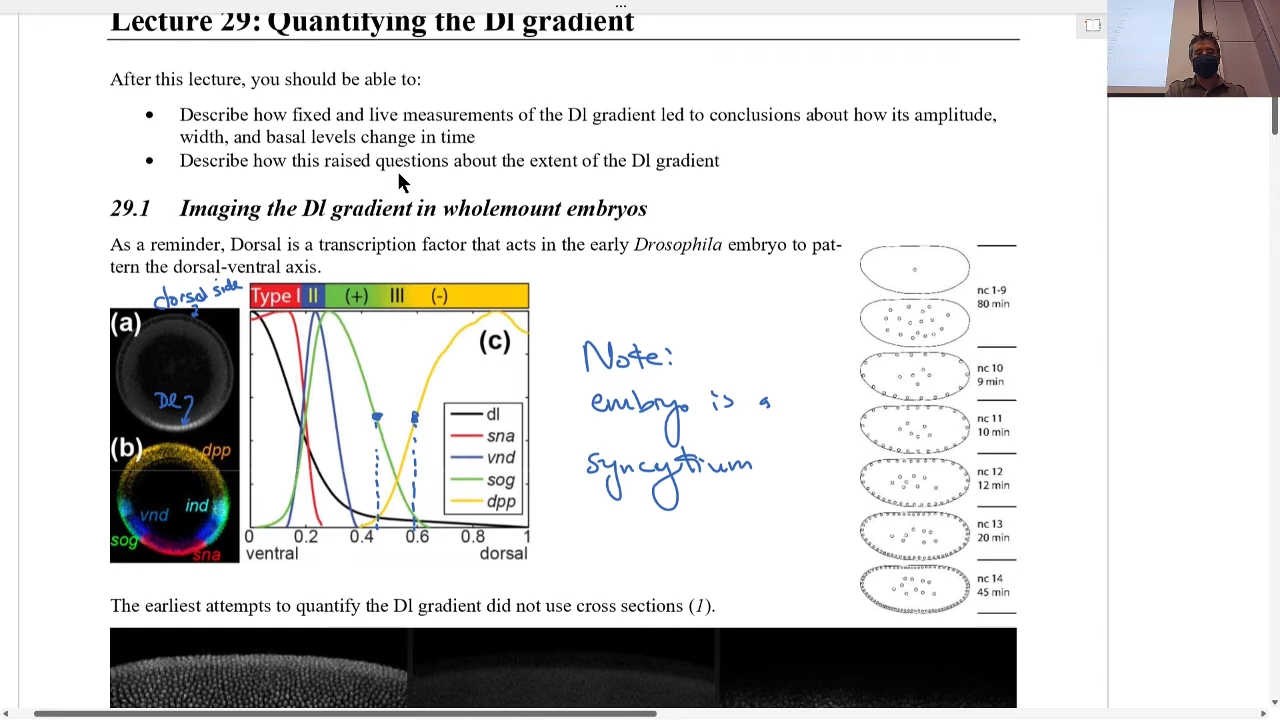 Lecture 29: Quantifying the Dl gradient
After this lecture, you should be able to:
• Describe how fixed and live measurements of the Dl gradient led to conclusions about how its amplitude,
width, and basal levels change in time
• Describe how this raised questions about the extent of the Dl gradient
29.1 Imaging the Dl gradient in wholemount embryos
As a reminder, Dorsal is a transcription factor that acts in the early Drosophila embryo to pat-
tern the dorsal-ventral axis.
dorsal side
(a)
Dl
(b)
dpp
vnd
ind
sog
sna
Type I II (+) III (-)
(c)
dl
sna
vnd
sog
dpp
0 0.2 0.4 0.6 0.8 1
ventral dorsal
Note:
embryo is a
syncytium
nc 1-9
80 min
nc 10
9 min
nc 11
10 min
nc 12
12 min
nc 13
20 min
nc 14
45 min
The earliest attempts to quantify the Dl gradient did not use cross sections (1).